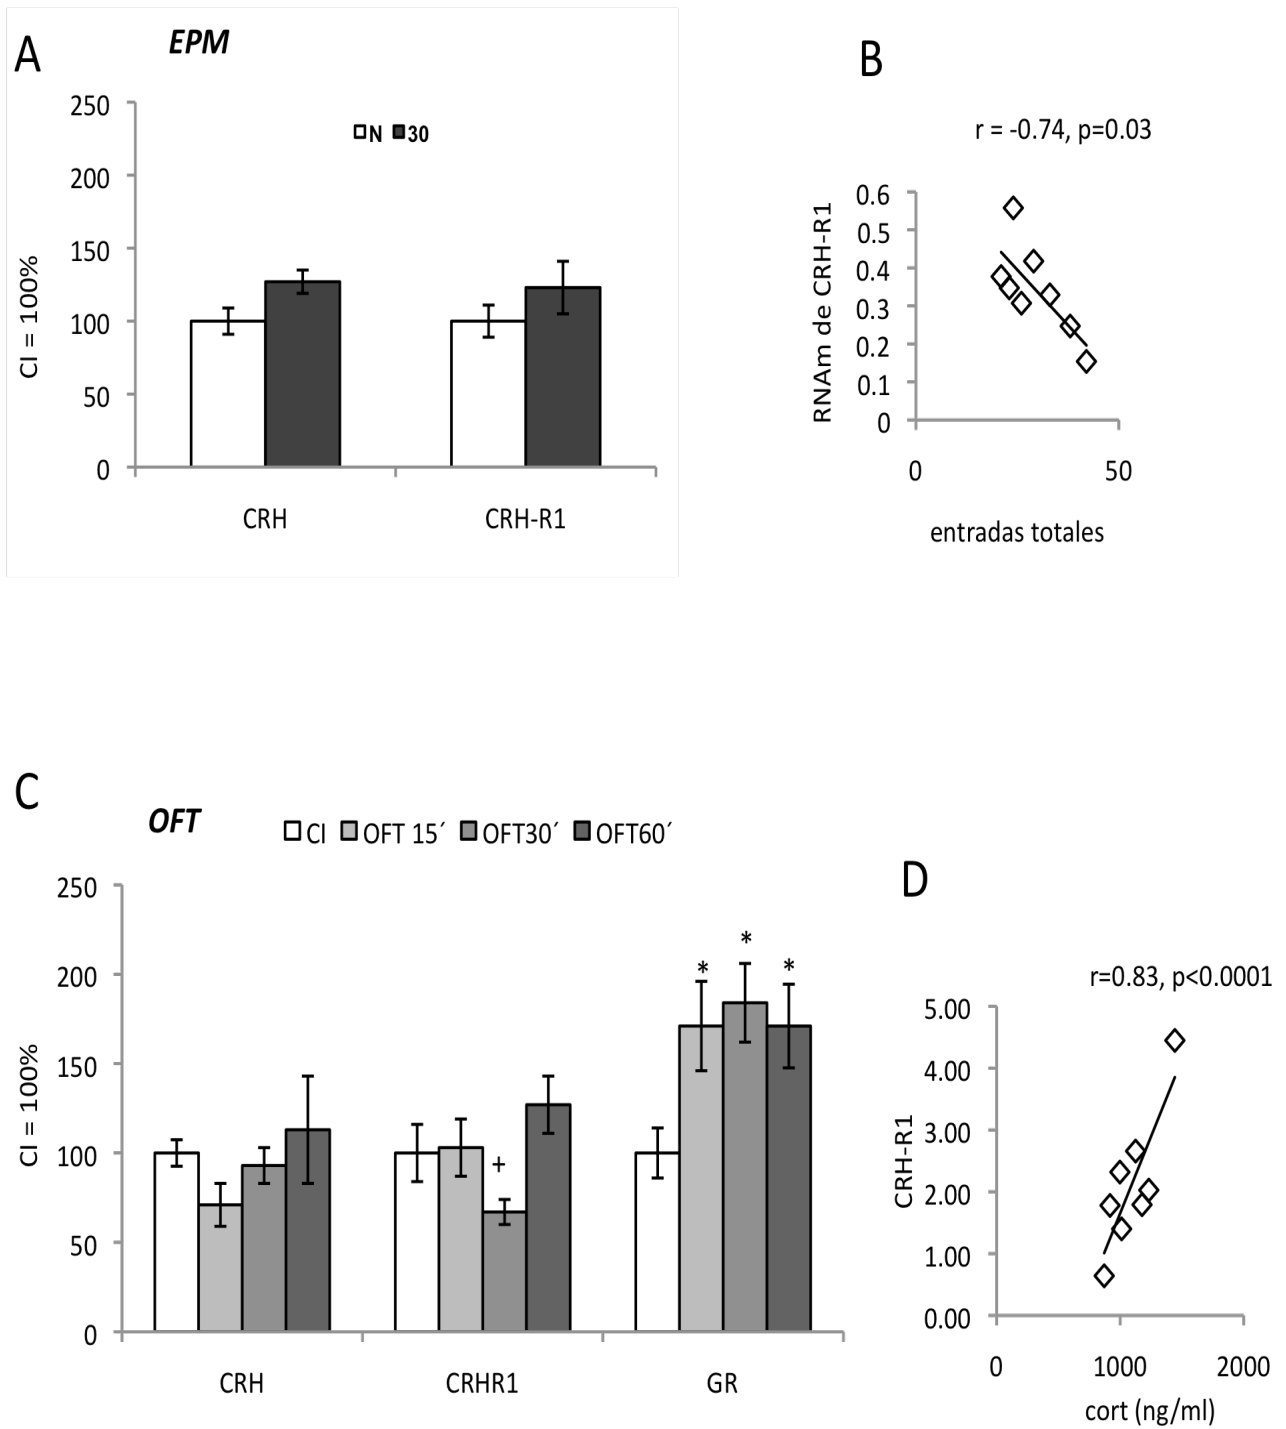 A
EPM
250
200
150
100
50
0
CI = 100%
N 30
CRH CRH-R1
B
r = -0.74, p=0.03
0.6
0.5
0.4
0.3
0.2
0.1
0
RNAm de CRH-R1
0 50
entradas totales
C
OFT
CI OFT 15´ OFT30´ OFT60´
250
200
150
100
50
0
CI = 100%
+
* * *
CRH CRHR1 GR
D
r=0.83, p<0.0001
5.00
4.00
3.00
2.00
1.00
0.00
CRH-R1
0 1000 2000
cort (ng/ml)